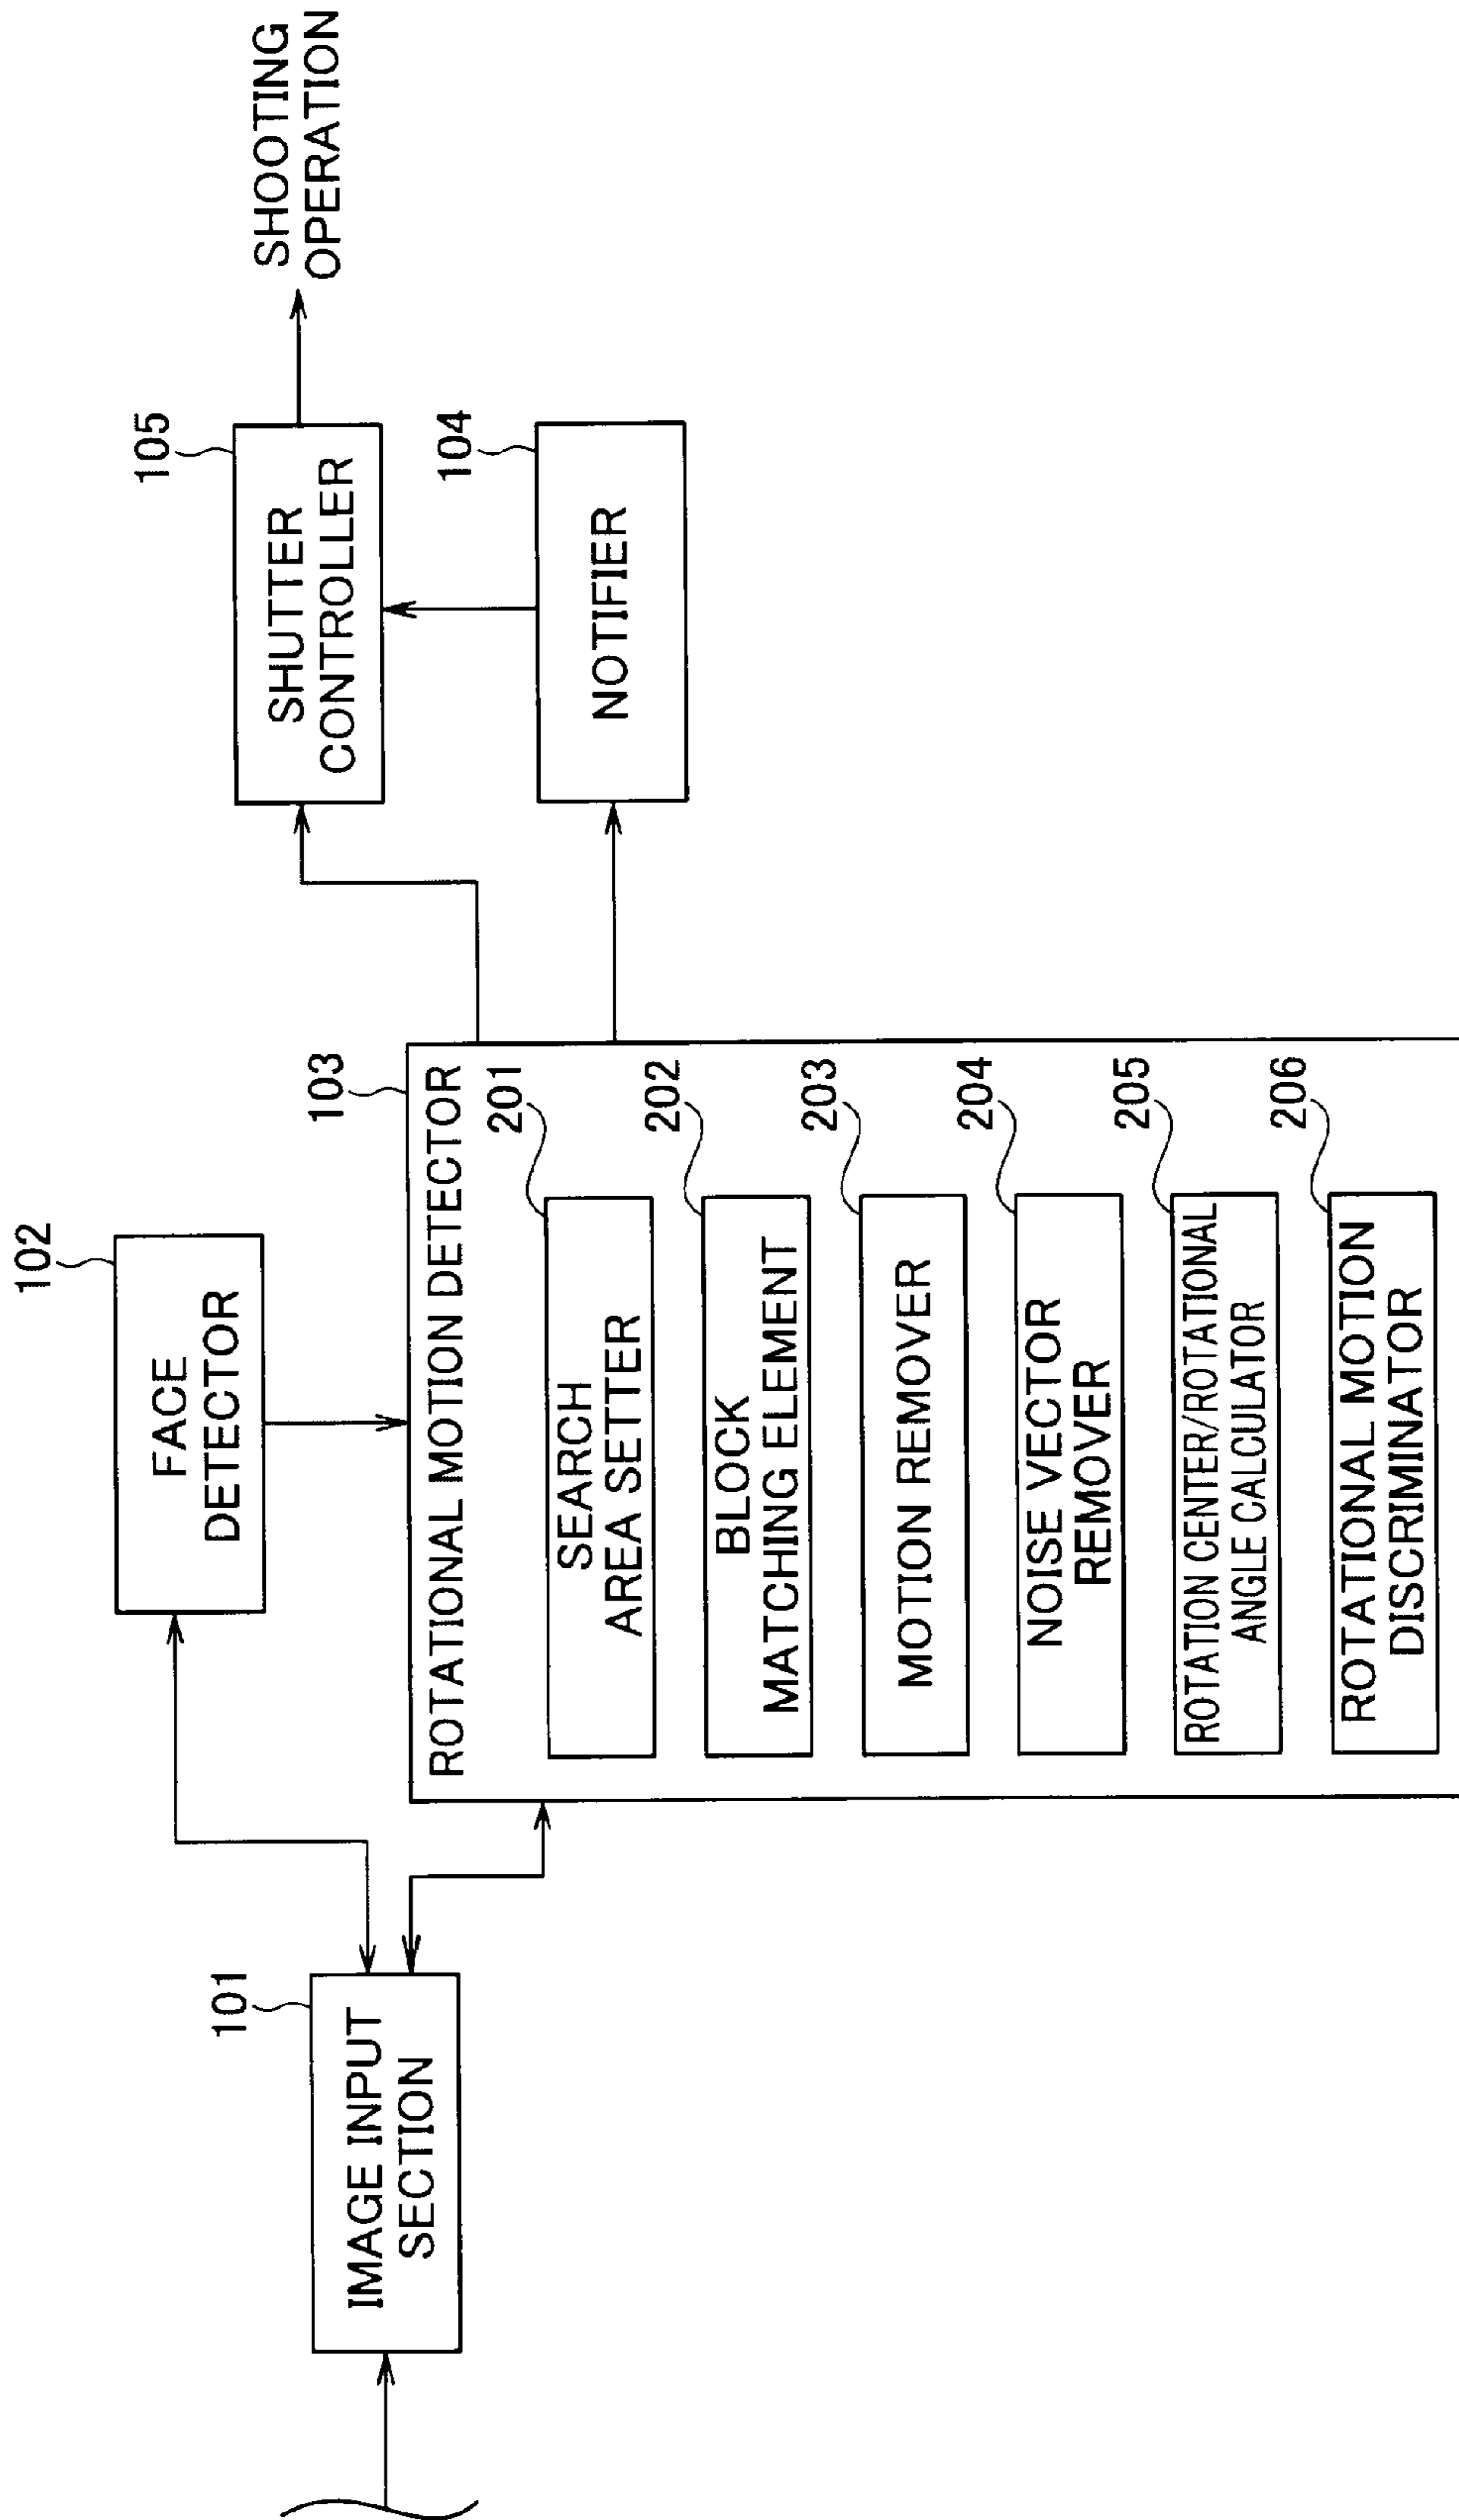 101
IMAGE INPUT
SECTION
102
FACE
DETECTOR
103
ROTATIONAL MOTION DETECTOR
201
SEARCH
AREA SETTER
202
BLOCK
MATCHING ELEMENT
203
MOTION REMOVER
204
NOISE VECTOR
REMOVER
205
ROTATION CENTER/ROTATIONAL
ANGLE CALCULATOR
206
ROTATIONAL MOTION
DISCRIMINATOR
105
SHUTTER
CONTROLLER
104
NOTIFIER
SHOOTING
OPERATION